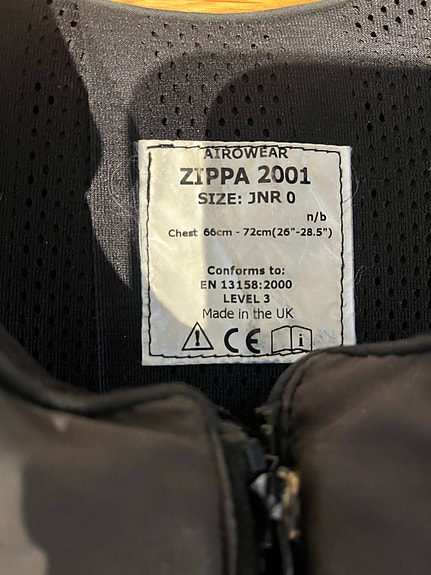 AIROWEAR
ZIPPA 2001
SIZE: JNR 0
n/b
Chest 66cm - 72cm(26"-28.5")
Conforms to:
EN 13158:2000
LEVEL 3
Made in the UK
CE i